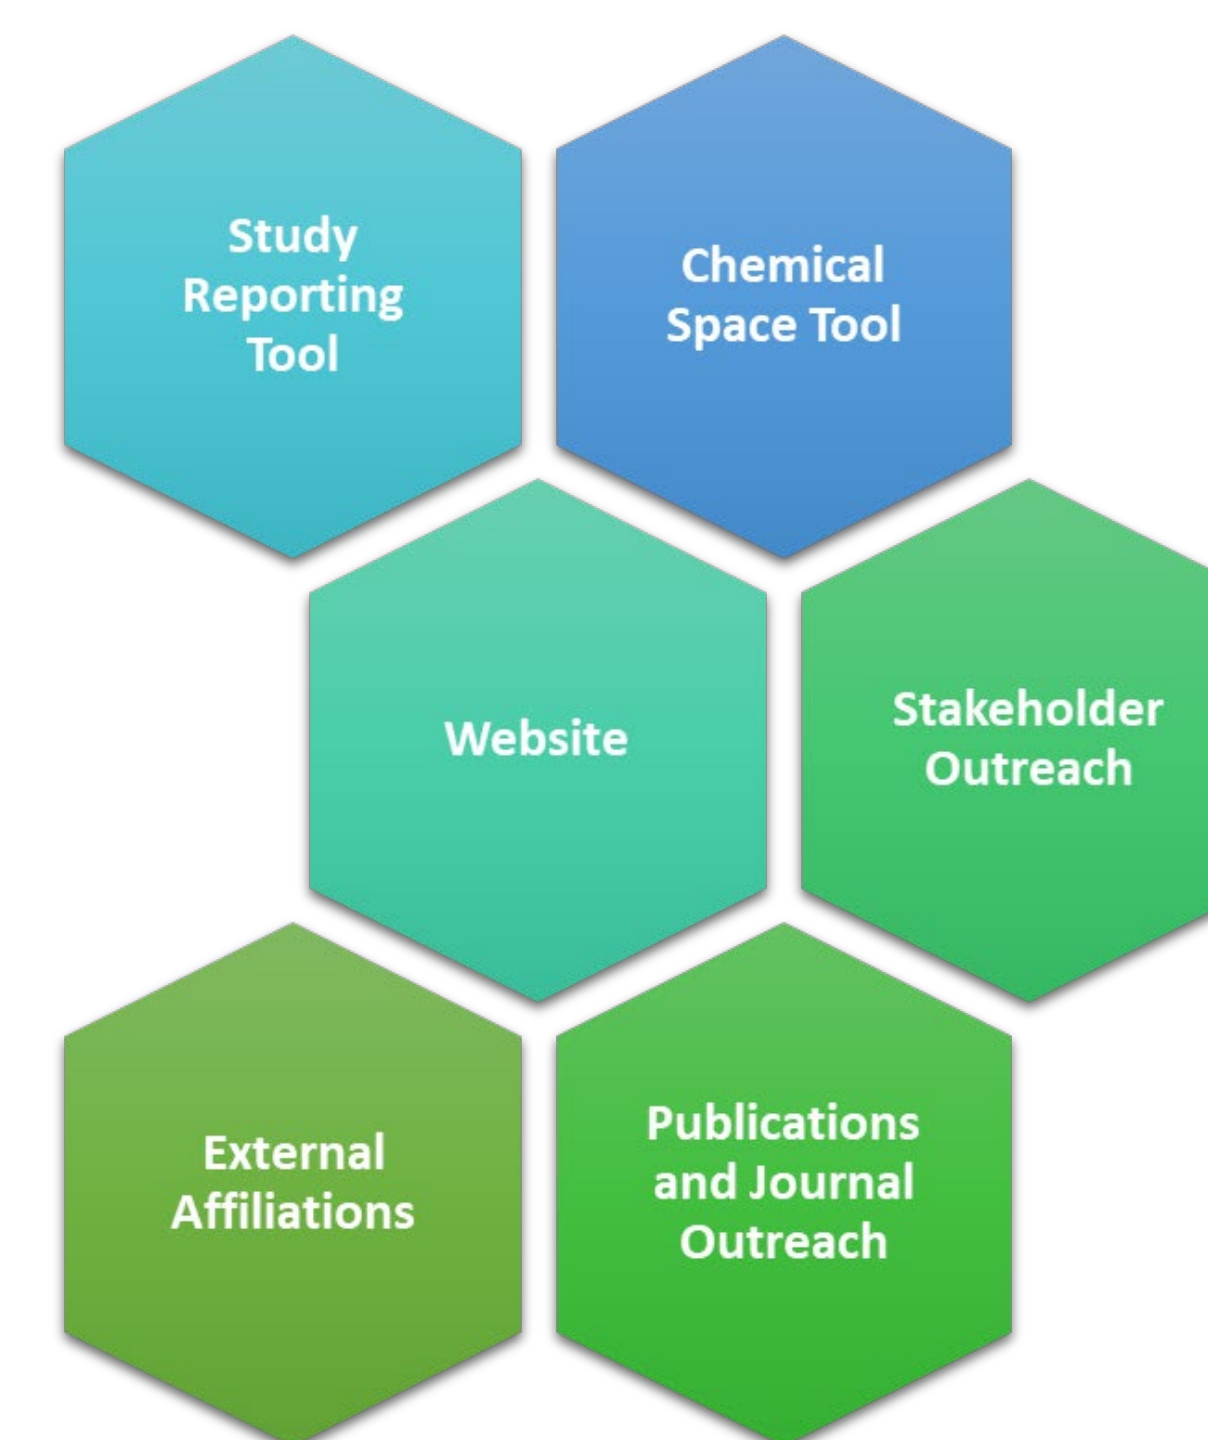 Study
Reporting
Tool
Chemical
Space Tool
Website
Stakeholder
Outreach
External
Affiliations
Publications
and Journal
Outreach